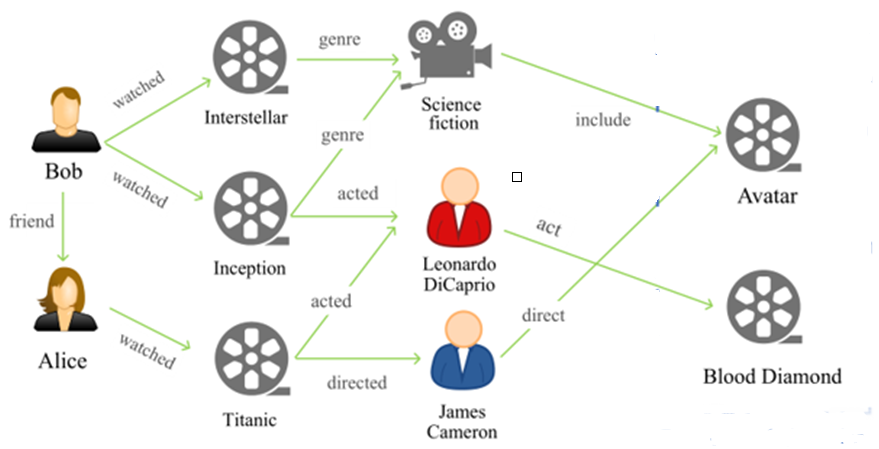 genre
watched
Interstellar
Science
fiction
include
Bob
genre
watched
acted
Avatar
friend
Inception
Leonardo
DiCaprio
act
acted
direct
Alice
watched
directed
Titanic
James
Cameron
Blood Diamond